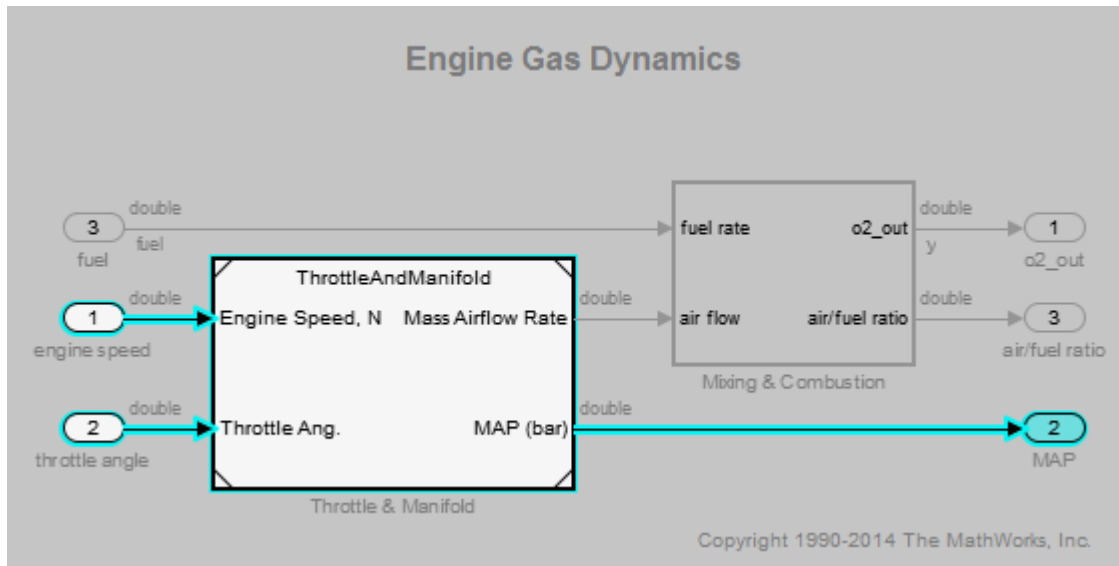 Engine Gas Dynamics
double
3
fuel
fuel
fuel rate
o2_out
double
y
1
o2_out
ThrottleAndManifold
double
1
engine speed
Engine Speed, N
Mass Airflow Rate
double
air flow
air/fuel ratio
double
3
air/fuel ratio
Mixing & Combustion
double
2
throttle angle
Throttle Ang.
MAP (bar)
double
2
MAP
Throttle & Manifold
Copyright 1990-2014 The MathWorks, Inc.